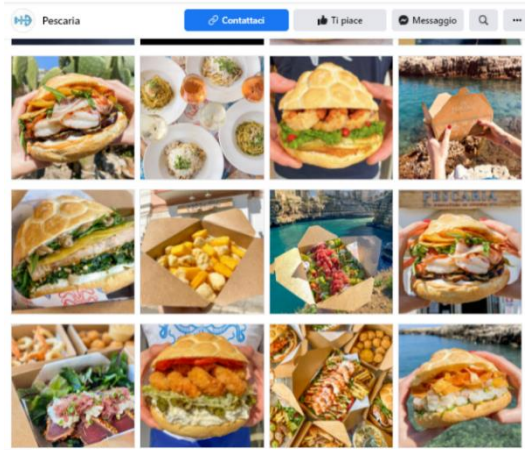 Pescaria
Contattaci
Ti piace
Messaggio
PESCARIA